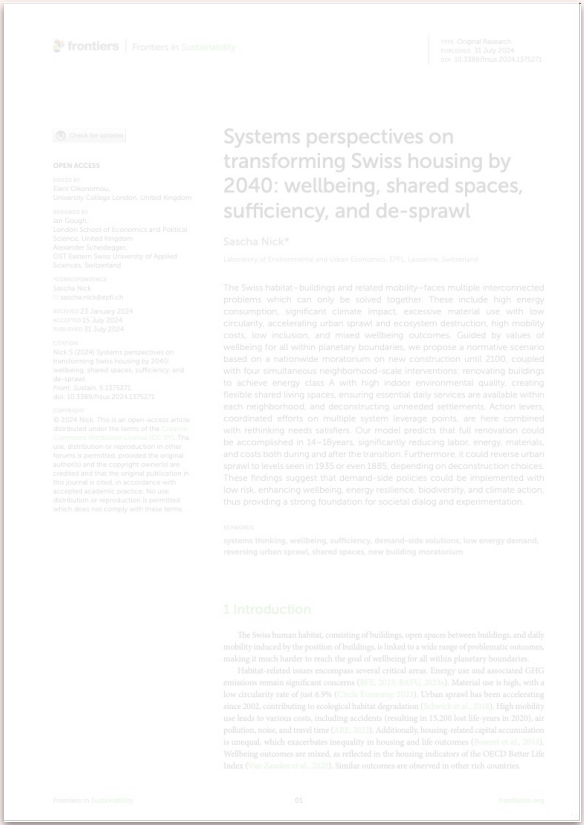 frontiers | Frontiers in Sustainability
TYPE Original Research
PUBLISHED 31 July 2024
DOI 10.3389/frsus.2024.1375271
Check for updates
OPEN ACCESS
EDITED BY
University College London, United Kingdom
REVIEWED BY
Ian Gough,
London School of Economics and Political
Science, United Kingdom
Alexander Scheidegger,
OST Eastern Swiss University of Applied
Sciences, Switzerland
*CORRESPONDENCE
Sascha Nick
sascha.nick@epfl.ch
RECEIVED 23 January 2024
ACCEPTED 15 July 2024
PUBLISHED 31 July 2024
CITATION
Nick S (2024) Systems perspectives on
transforming Swiss housing by 2040:
wellbeing, shared spaces, sufficiency, and
de-sprawl.
Front. Sustain. 5:1375271.
doi: 10.3389/frsus.2024.1375271
COPYRIGHT
© 2024 Nick. This is an open-access article
distributed under the terms of the Creative
Commons Attribution License (CC BY). The
use, distribution or reproduction in other
forums is permitted, provided the original
author(s) and the copyright owner(s) are
credited and that the original publication in
this journal is cited, in accordance with
accepted academic practice. No use,
distribution or reproduction is permitted
which does not comply with these terms.
Systems perspectives on
transforming Swiss housing by
2040: wellbeing, shared spaces,
sufficiency, and de-sprawl
Sascha Nick*
Laboratory of Environmental and Urban Economics, EPFL, Lausanne, Switzerland
The Swiss habitat–buildings and related mobility–faces multiple interconnected
problems which can only be solved together. These include high energy
consumption, significant climate impact, excessive material use with low
circularity, accelerating urban sprawl and ecosystem destruction, high mobility
costs, low inclusion, and mixed wellbeing outcomes. Guided by values of
wellbeing for all within planetary boundaries, we propose a normative scenario
based on a nationwide moratorium on new construction until 2100, coupled
with four simultaneous neighborhood-scale interventions: renovating buildings
to achieve energy class A with high indoor environmental quality, creating
flexible shared living spaces, ensuring essential daily services are available within
each neighborhood, and deconstructing unneeded settlements. Action levers,
coordinated efforts on multiple system leverage points, are here combined
with rethinking needs satisfiers. Our model predicts that full renovation could
be accomplished in 14–18years, significantly reducing labor, energy, materials,
and costs both during and after the transition. Furthermore, it could reverse urban
sprawl to levels seen in 1935 or even 1885, depending on deconstruction choices.
These findings suggest that demand-side policies could be implemented with
low risk, enhancing wellbeing, energy resilience, biodiversity, and climate action,
thus providing a strong foundation for societal dialog and experimentation.
KEYWORDS
systems thinking, wellbeing, sufficiency, demand-side solutions, low energy demand,
reversing urban sprawl, shared spaces, new building moratorium
1 Introduction
The Swiss human habitat, consisting of buildings, open spaces between buildings, and daily
mobility induced by the position of buildings, is linked to a wide range of problematic outcomes,
making it much harder to reach the goal of wellbeing for all within planetary boundaries.
Habitat-related issues encompass several critical areas. Energy use and associated GHG
emissions remain significant concerns
Material use is high, with a
low circularity rate of just 6.9%
Urban sprawl has been accelerating
since 2002, contributing to ecological habitat degradation
High mobility
use leads to various costs, including accidents (resulting in 15,200 lost life-years in 2020), air
pollution, noise, and travel time
Additionally, housing-related capital accumulation
is unequal, which exacerbates inequality in housing and life outcomes
Wellbeing outcomes are mixed, as reflected in the housing indicators of the OECD Better Life
Index
Similar outcomes are observed in other rich countries.
Frontiers in Sustainability
01
frontiersin.org